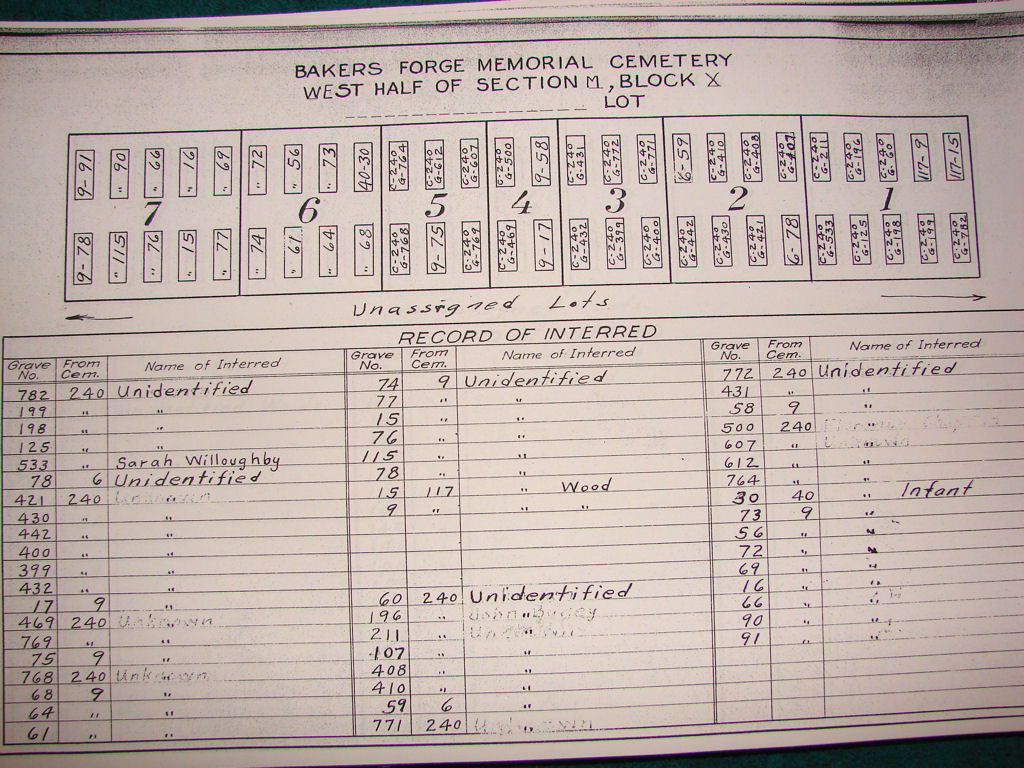 BAKERS FORGE MEMORIAL CEMETERY
WEST HALF OF SECTION M, BLOCK X
LOT
9-91 " 90 " 66 " 16 " 69 " 72 " 56 " 73 40-30 C-240 G-764 C-240 G-612 C-240 G-607 C-240 G-500 9-58 C-240 G-431 C-240 G-772 C-240 G-771 6-59 C-240 G-410 C-240 G-408 C-240 G-107 C-240 G-211 C-240 G-196 C-240 G-60 117-9 117-15
7 6 5 4 3 2 1
9-78 " 115 " 76 " 15 " 77 " 74 " 61 " 64 " 68 C-240 G-768 9-75 C-240 G-769 C-240 G-469 9-17 C-240 G-432 C-240 G-399 C-240 G-400 C-240 G-442 C-240 G-430 C-240 G-421 6-78 C-240 G-533 C-240 G-125 C-240 G-198 C-240 G-199 C-240 G-782
Unassigned Lots
RECORD OF INTERRED
Grave No. From Cem. Name of Interred
782 240 Unidentified
199 " "
198 " "
125 " "
533 " Sarah Willoughby
78 6 Unidentified
421 240 Unknown
430 " "
442 " "
400 " "
399 " "
432 " "
17 9 "
469 240 Unknown
769 " "
75 9 "
768 240 Unknown
68 9 "
64 " "
61 " "
Grave No. From Cem. Name of Interred
74 9 Unidentified
77 " "
15 " "
76 " "
115 " "
78 " "
15 117 " Wood
9 " " "
60 240 Unidentified
196 " "
211 " "
107 " "
408 " "
410 " "
59 6 "
771 240 Unknown
Grave No. From Cem. Name of Interred
772 240 Unidentified
431 " "
58 9 "
500 240
607 " Unknown
612 " "
764 " "
30 40 " Infant
73 9 "
56 " "
72 " "
69 " "
16 " "
66 " "
90 " "
91 " "